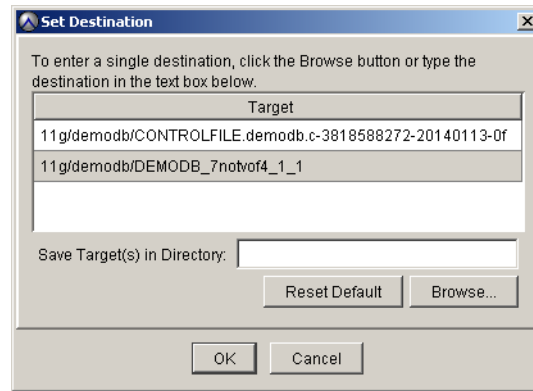 Set Destination
To enter a single destination, click the Browse button or type the
destination in the text box below.
Target
11g/demodb/CONTROLFILE.demodb.c-3818588272-20140113-0f
11g/demodb/DEMODB_7notvof4_1_1
Save Target(s) in Directory:
Reset Default Browse...
OK Cancel